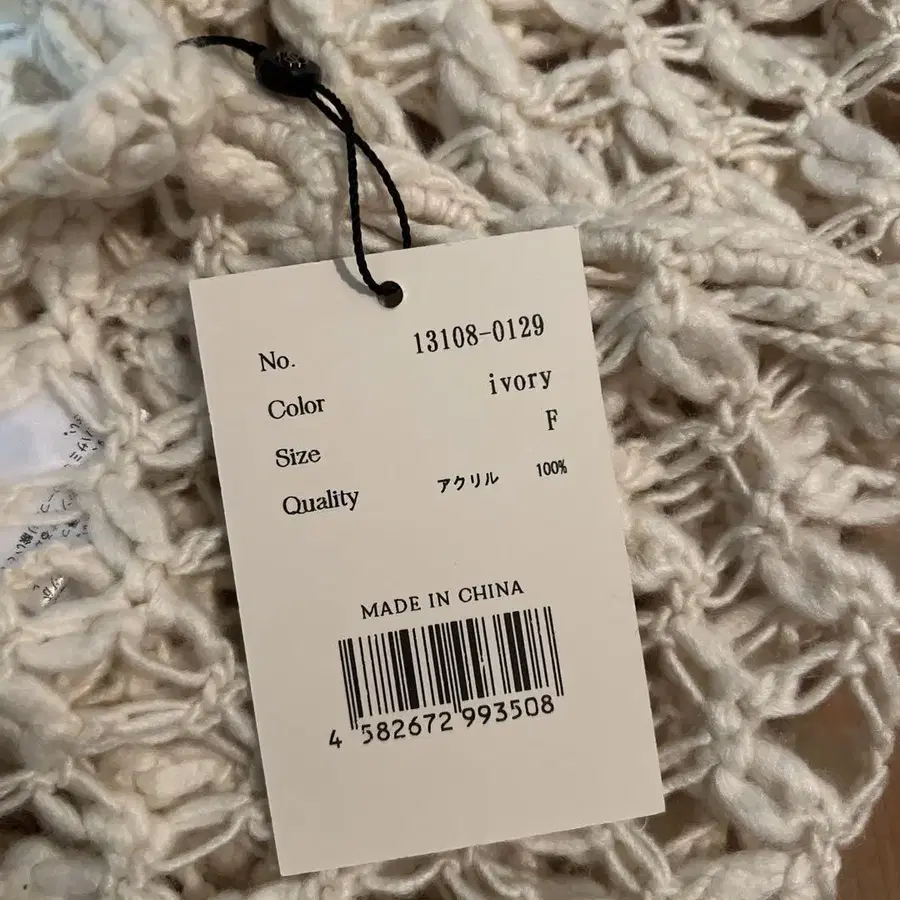 No. 13108-0129
Color ivory
Size F
Quality アクリル 100%
MADE IN CHINA
4 582672 993508